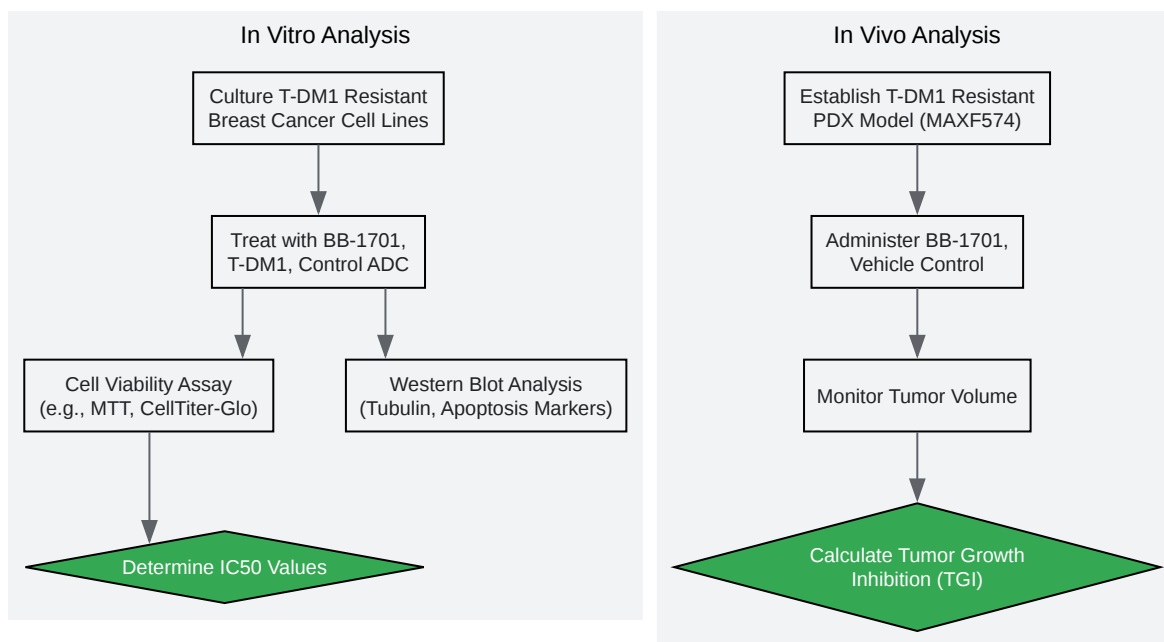 In Vitro Analysis
Culture T-DM1 Resistant
Breast Cancer Cell Lines
Treat with BB-1701,
T-DM1, Control ADC
Cell Viability Assay
(e.g., MTT, CellTiter-Glo)
Western Blot Analysis
(Tubulin, Apoptosis Markers)
Determine IC50 Values
In Vivo Analysis
Establish T-DM1 Resistant
PDX Model (MAXF574)
Administer BB-1701,
Vehicle Control
Monitor Tumor Volume
Calculate Tumor Growth
Inhibition (TGI)